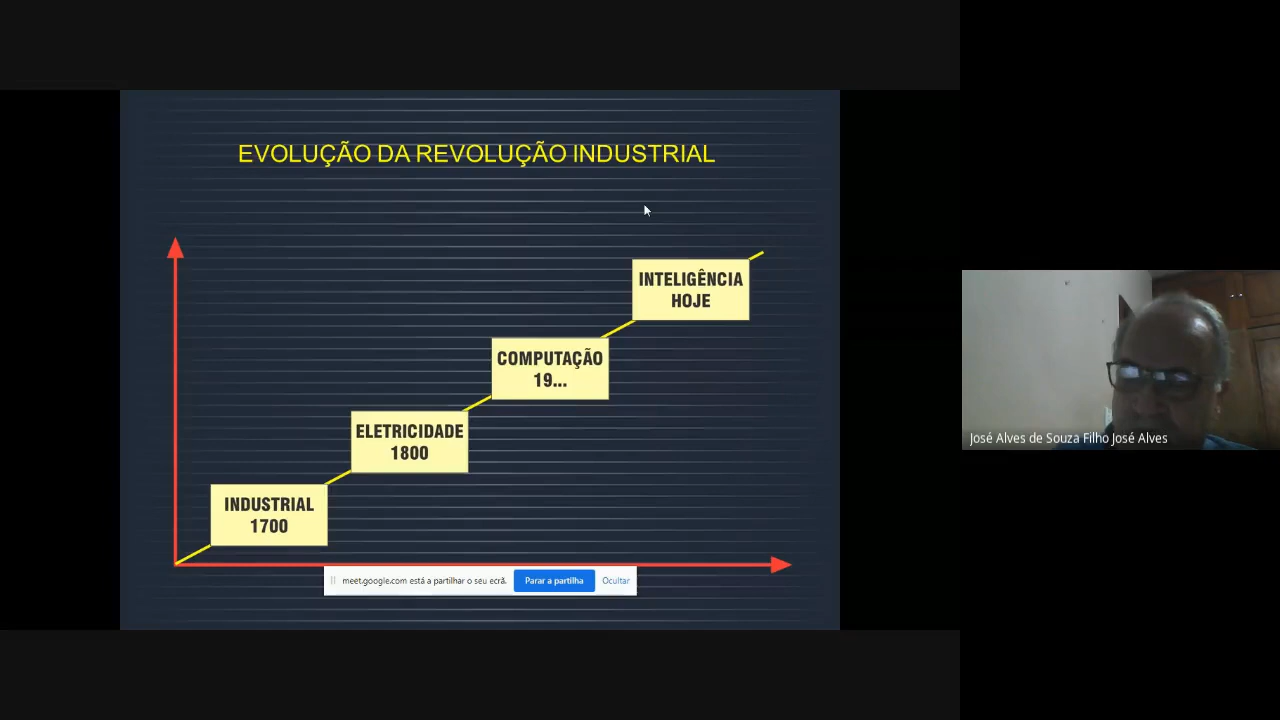 EVOLUÇÃO DA REVOLUÇÃO INDUSTRIAL
INTELIGÊNCIA
HOJE
COMPUTAÇÃO
19...
ELETRICIDADE
1800
INDUSTRIAL
1700
meet.google.com está a partilhar o seu ecrã.
Parar a partilha
Ocultar
José Alves de Souza Filho José Alves